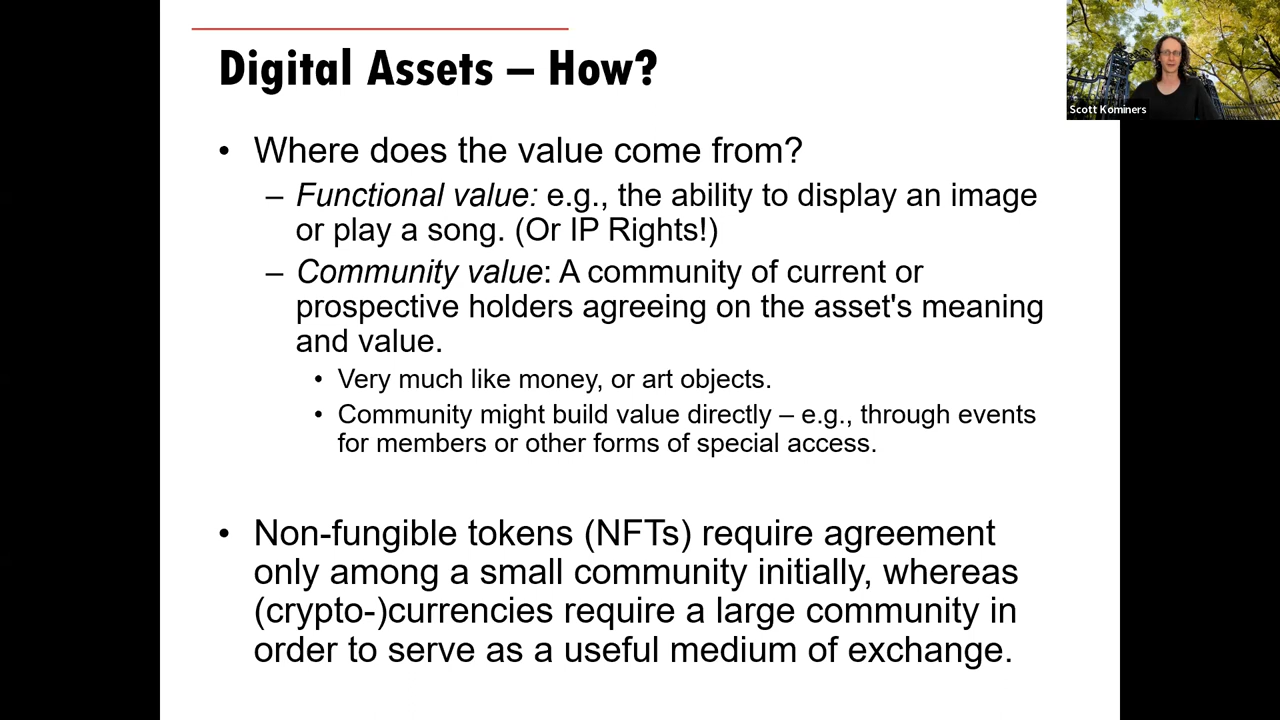 Digital Assets – How?
Scott Kominers
• Where does the value come from?
– Functional value: e.g., the ability to display an image
or play a song. (Or IP Rights!)
– Community value: A community of current or
prospective holders agreeing on the asset's meaning
and value.
• Very much like money, or art objects.
• Community might build value directly – e.g., through events
for members or other forms of special access.
• Non-fungible tokens (NFTs) require agreement
only among a small community initially, whereas
(crypto-)currencies require a large community in
order to serve as a useful medium of exchange.